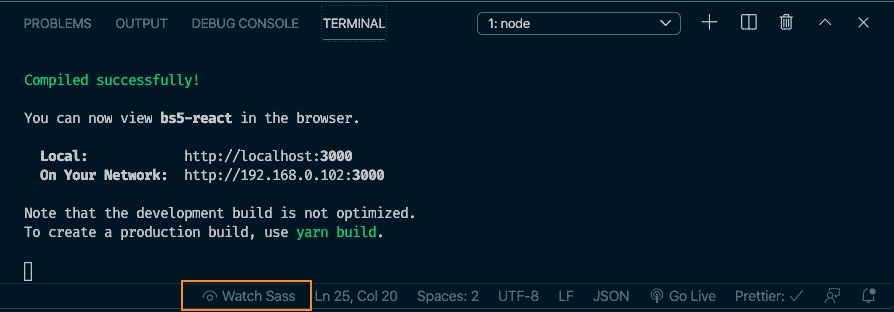 PROBLEMS OUTPUT DEBUG CONSOLE TERMINAL 1: node
Compiled successfully!
You can now view bs5-react in the browser.
Local: http://localhost:3000
On Your Network: http://192.168.0.102:3000
Note that the development build is not optimized.
To create a production build, use yarn build.
Watch Sass Ln 25, Col 20 Spaces: 2 UTF-8 LF JSON Go Live Prettier: ✓